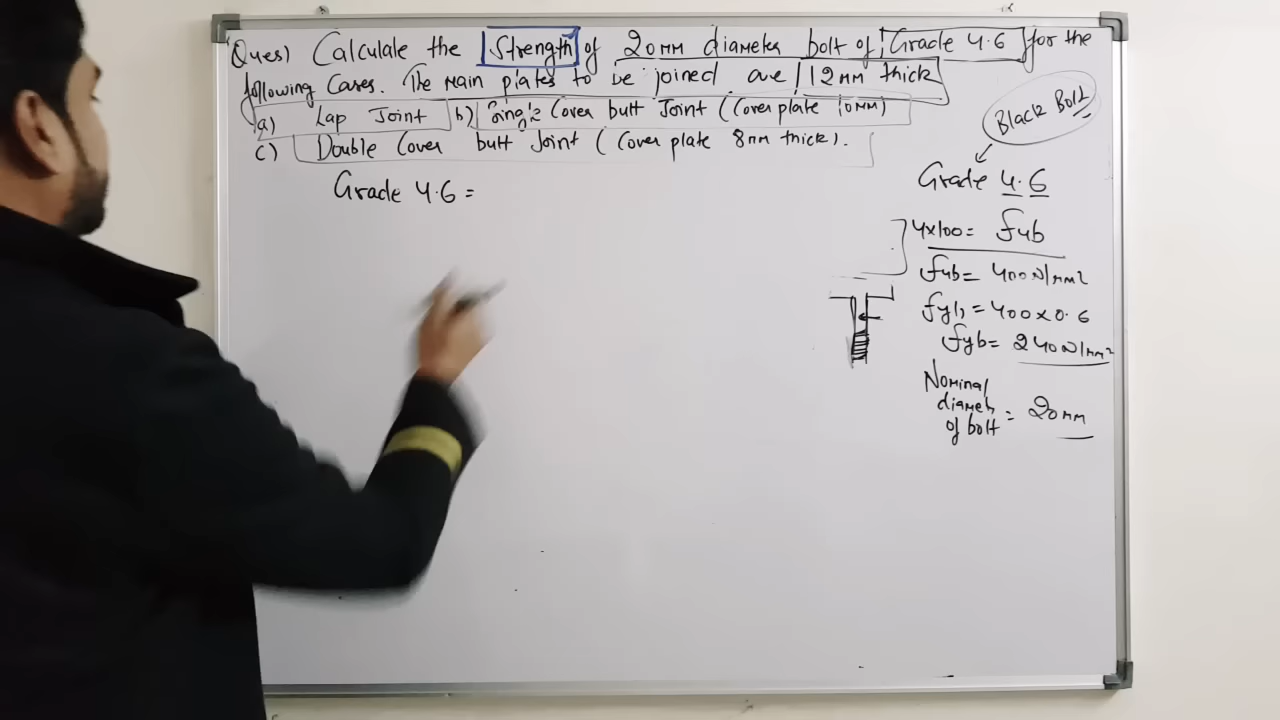 Ques) Calculate the Strength of 20mm diameter bolt of Grade 4.6 for the
following Cases. The main plates to be joined are 12mm thick
a) Lap Joint b) Single Cover butt Joint (Cover plate 10mm)
c) Double Cover butt Joint (Cover plate 8mm thick).
Black Bolt
Grade 4.6
Grade 4.6 =
4x100= fub
fub= 400N/mm2
fyb = 400x0.6
fyb= 240N/mm2
Nominal
diameter
of bolt = 20mm